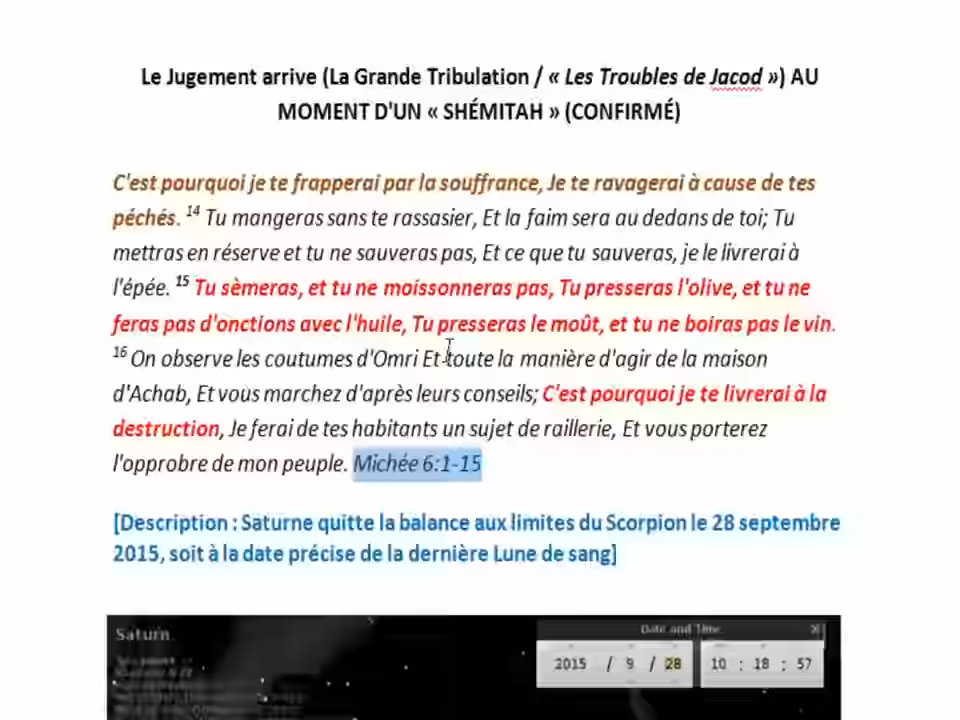 Le Jugement arrive (La Grande Tribulation / « Les Troubles de Jacod ») AU
MOMENT D'UN « SHÉMITAH » (CONFIRMÉ)
C'est pourquoi je te frapperai par la souffrance, Je te ravagerai à cause de tes
péchés. 14 Tu mangeras sans te rassasier, Et la faim sera au dedans de toi; Tu
mettras en réserve et tu ne sauveras pas, Et ce que tu sauveras, je le livrerai à
l'épée. 15 Tu sèmeras, et tu ne moissonneras pas, Tu presseras l'olive, et tu ne
feras pas d'onctions avec l'huile, Tu presseras le moût, et tu ne boiras pas le vin.
16 On observe les coutumes d'Omri Et toute la manière d'agir de la maison
d'Achab, Et vous marchez d'après leurs conseils; C'est pourquoi je te livrerai à la
destruction, Je ferai de tes habitants un sujet de raillerie, Et vous porterez
l'opprobre de mon peuple. Michée 6:1-15
[Description : Saturne quitte la balance aux limites du Scorpion le 28 septembre
2015, soit à la date précise de la dernière Lune de sang]
Saturn
Date and Time
2015 / 9 / 28 10 : 18 : 57